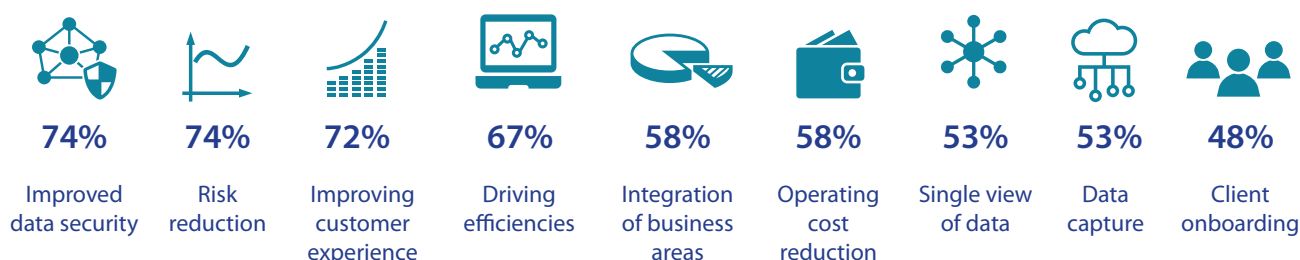 74%
74%
72%
67%
58%
58%
53%
53%
48%
Improved
data security
Risk
reduction
Improving
customer
experience
Driving
efficiencies
Integration
of business
areas
Operating
cost
reduction
Single view
of data
Data
capture
Client
onboarding